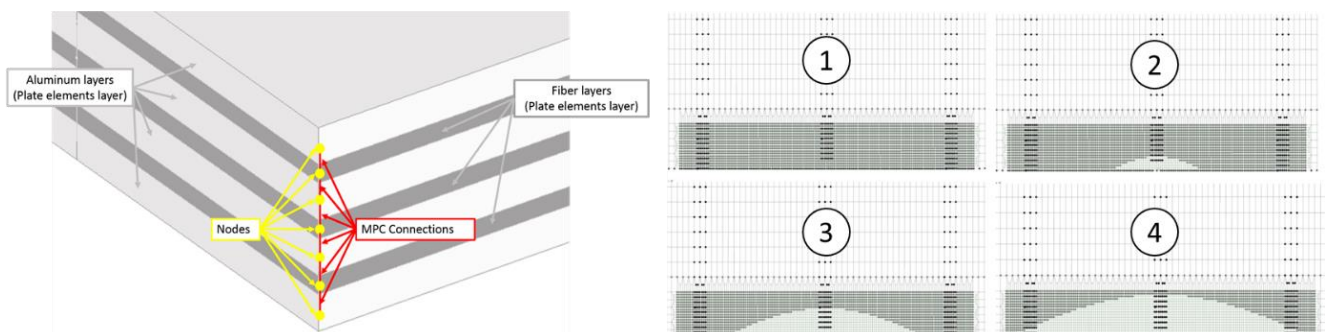 Aluminum layers
(Plate elements layer)
Fiber layers
(Plate elements layer)
Nodes
MPC Connections
1
2
3
4